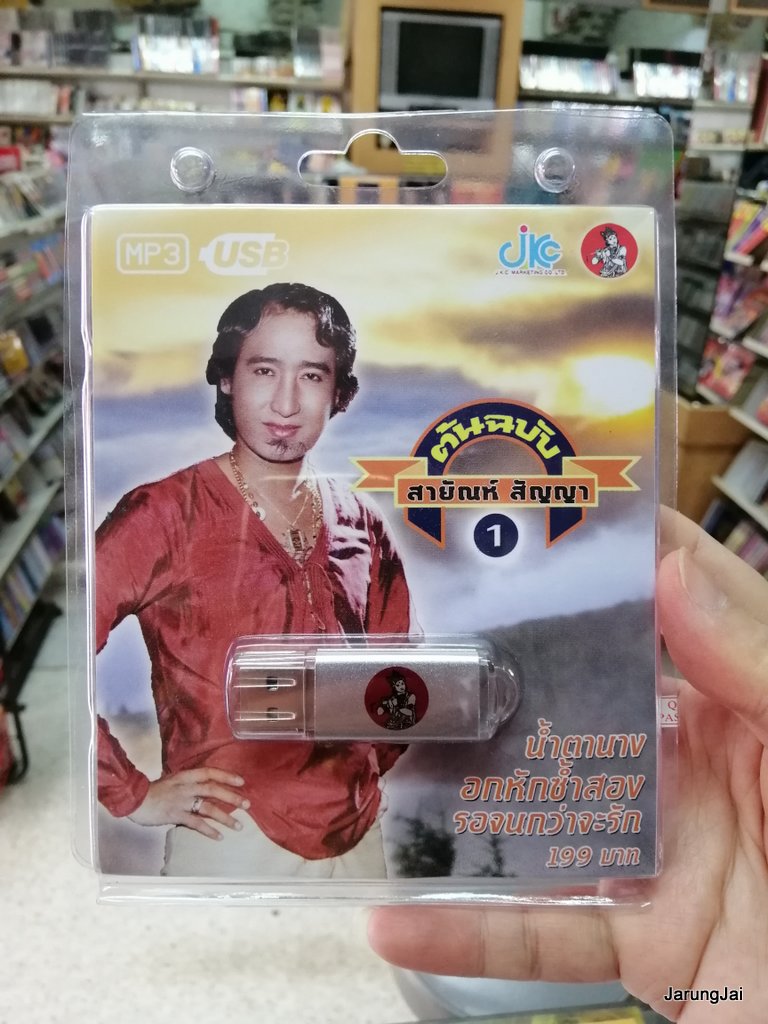 MP3 USB
JKC
J.K.C MARKETING CO.,LTD
ต้นฉบับ
สายัณห์ สัญญา
1
น้ำตานาง
อกหักซ้ำสอง
รอจนกว่าจะรัก
199 บาท
JarungJai